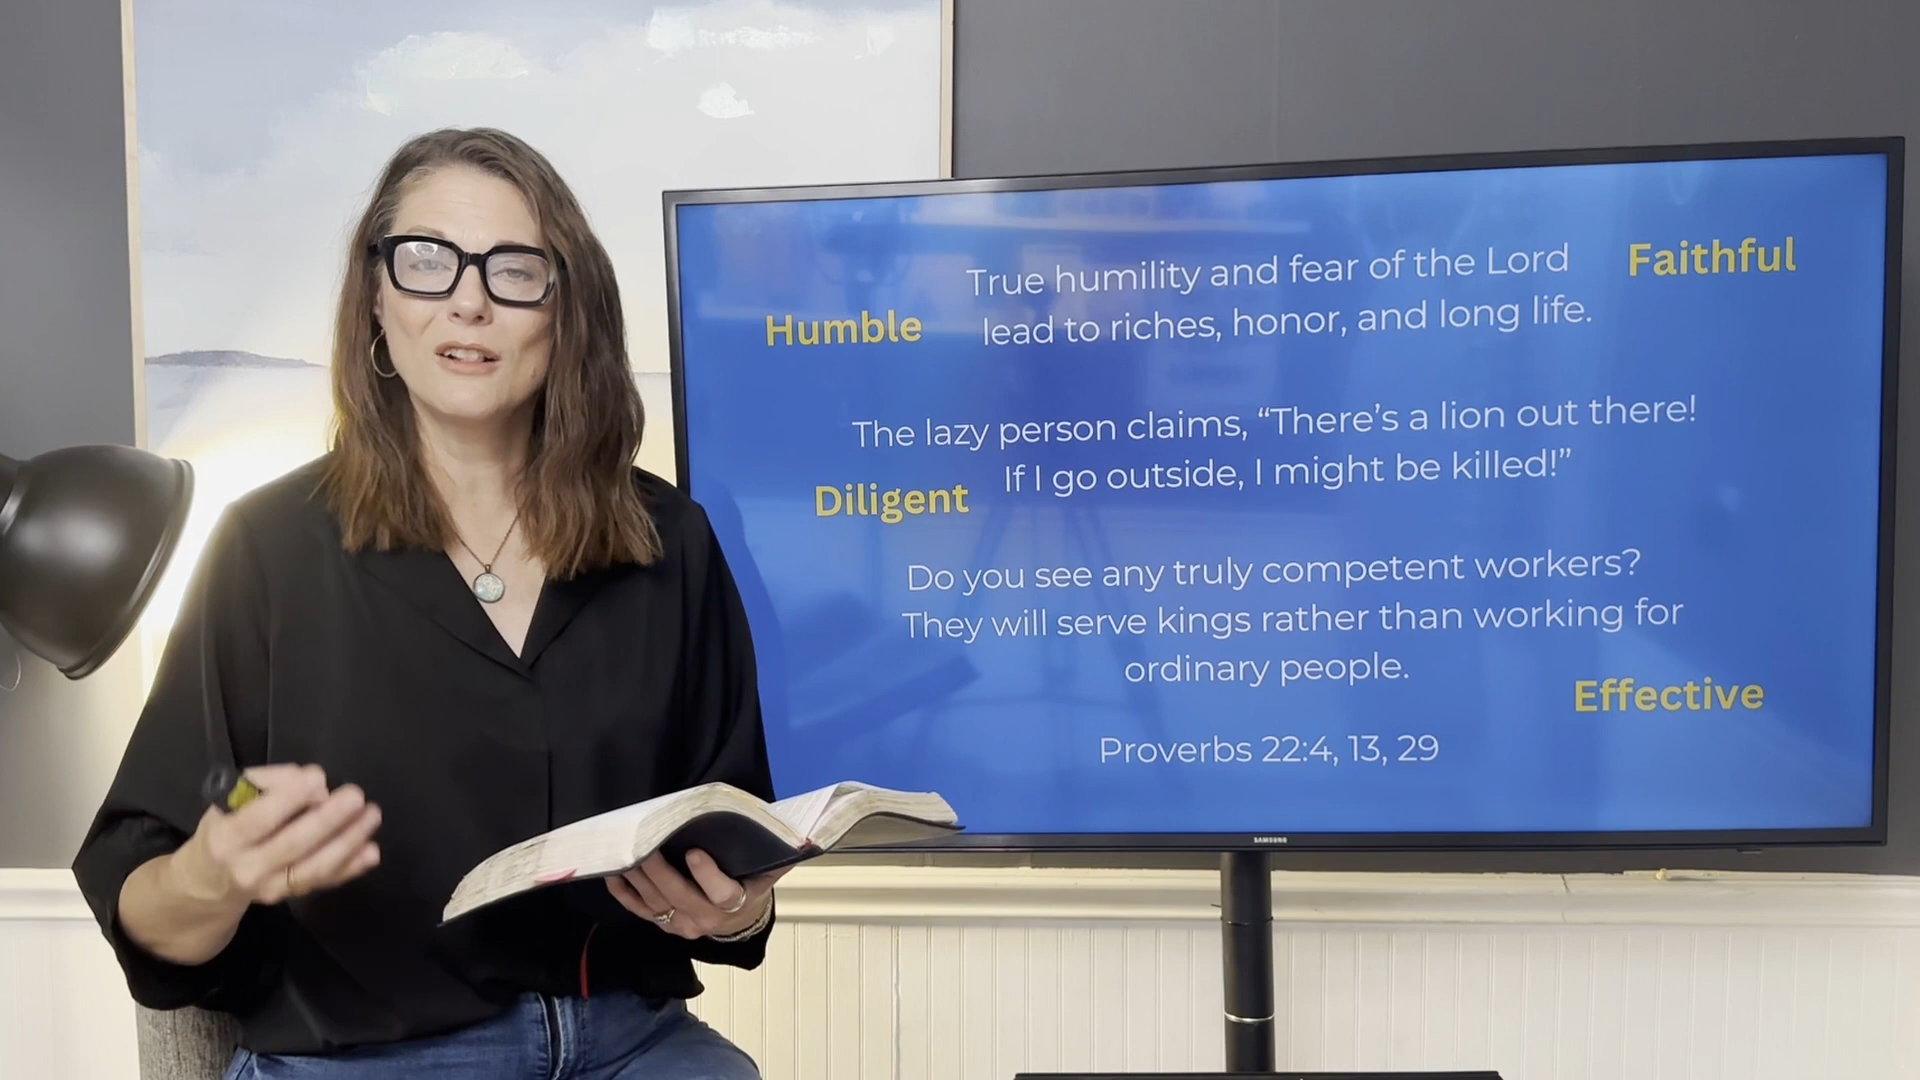 True humility and fear of the Lord
Faithful
Humble
lead to riches, honor, and long life.
The lazy person claims, “There’s a lion out there!
If I go outside, I might be killed!”
Diligent
Do you see any truly competent workers?
They will serve kings rather than working for
ordinary people.
Effective
Proverbs 22:4, 13, 29
SAMSUNG